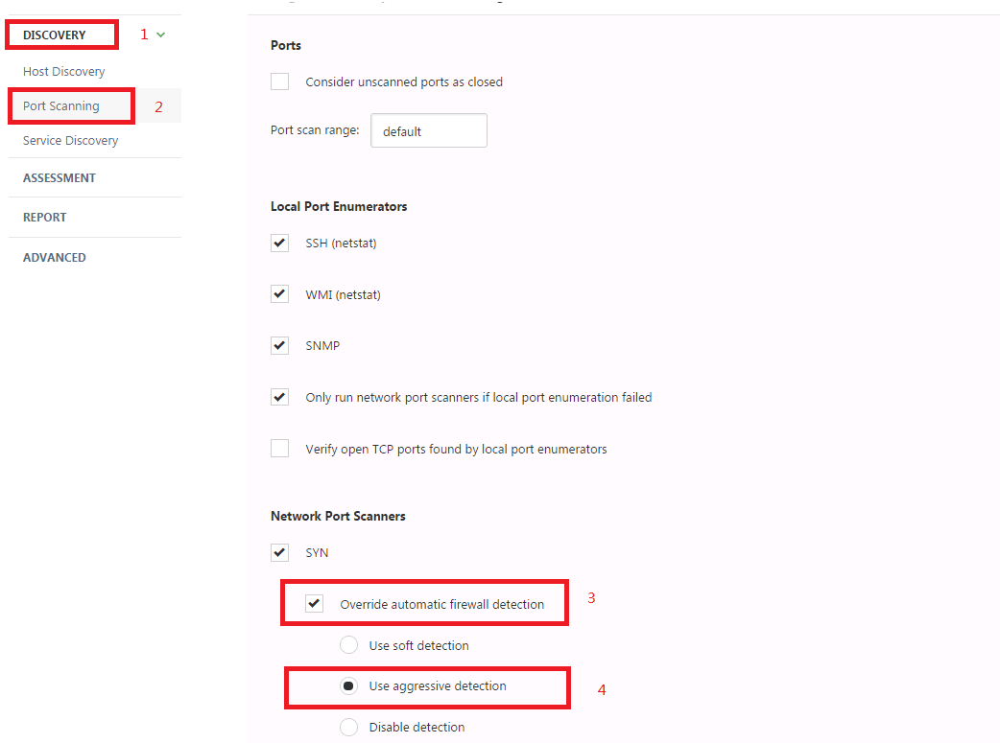 DISCOVERY 1
Host Discovery
Port Scanning 2
Service Discovery
ASSESSMENT
REPORT
ADVANCED
Ports
Consider unscanned ports as closed
Port scan range: default
Local Port Enumerators
SSH (netstat)
WMI (netstat)
SNMP
Only run network port scanners if local port enumeration failed
Verify open TCP ports found by local port enumerators
Network Port Scanners
SYN
Override automatic firewall detection 3
Use soft detection
Use aggressive detection 4
Disable detection